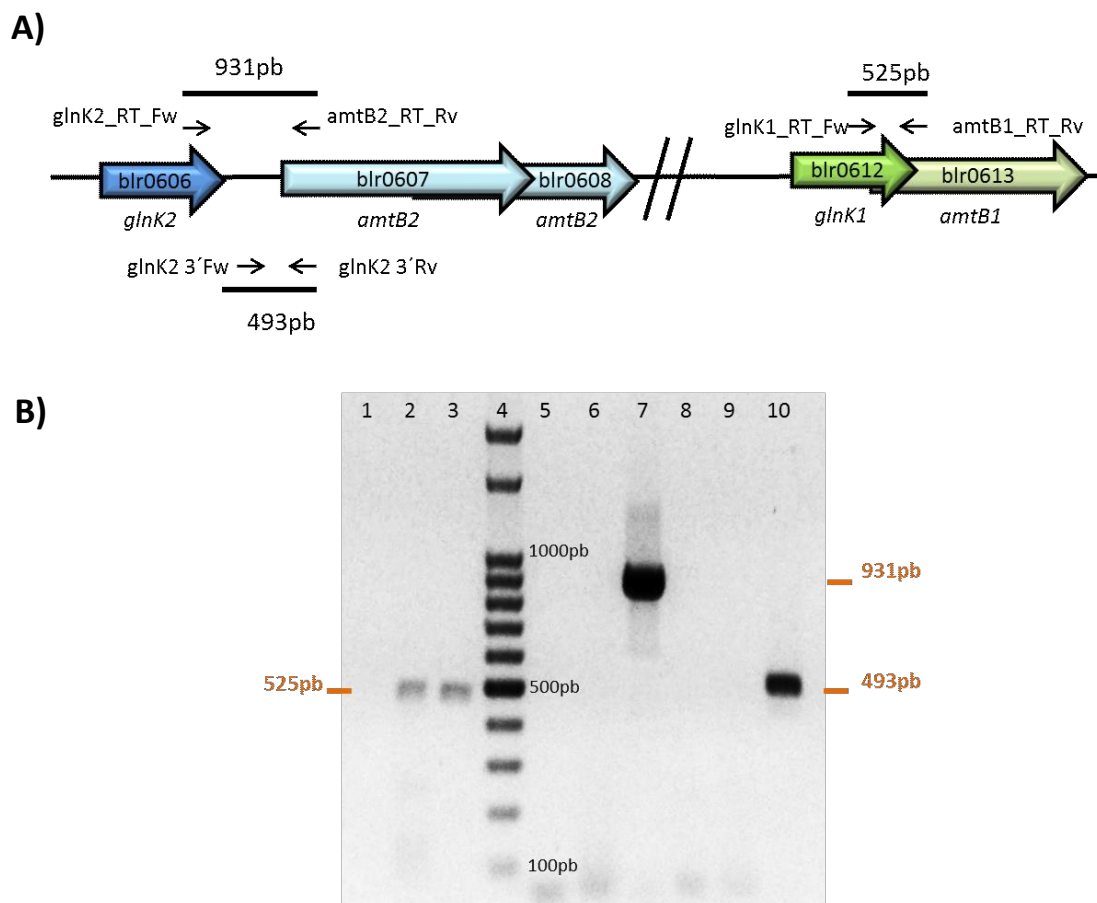 A)
931pb
525pb
glnK2_RT_Fw
amtB2_RT_Rv
glnK1_RT_Fw
amtB1_RT_Rv
blr0606
blr0607
blr0608
blr0612
blr0613
glnK2
amtB2
amtB2
glnK1
amtB1
glnK2 3´Fw
glnK2 3´Rv
493pb
B)
1 2 3 4 5 6 7 8 9 10
1000pb
931pb
525pb
500pb
493pb
100pb